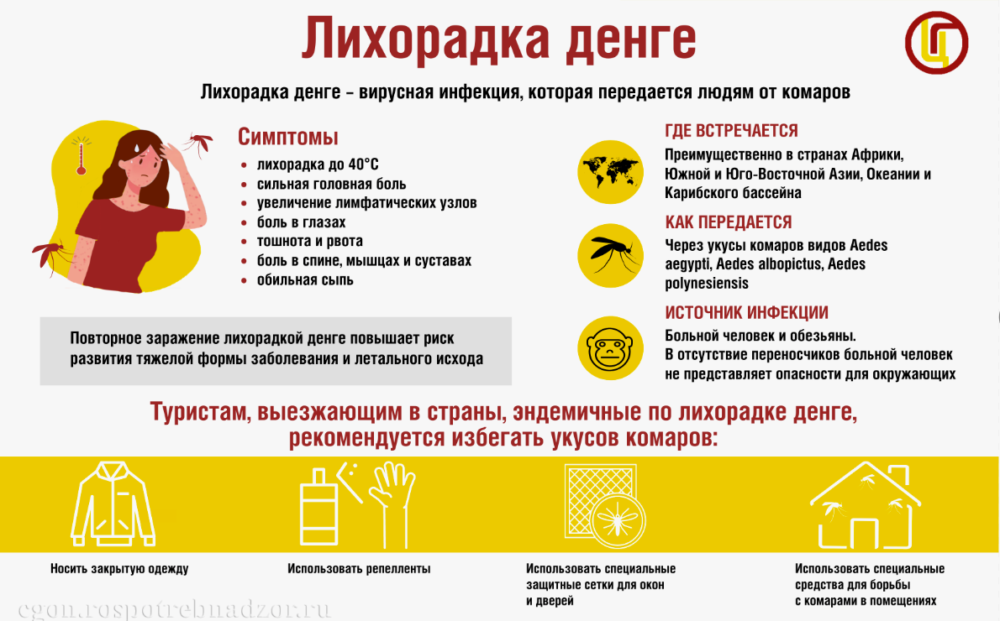 Лихорадка денге
Лихорадка денге – вирусная инфекция, которая передается людям от комаров
Симптомы
• лихорадка до 40°С
• сильная головная боль
• увеличение лимфатических узлов
• боль в глазах
• тошнота и рвота
• боль в спине, мышцах и суставах
• обильная сыпь
Повторное заражение лихорадкой денге повышает риск
развития тяжелой формы заболевания и летального исхода
ГДЕ ВСТРЕЧАЕТСЯ
Преимущественно в странах Африки,
Южной и Юго-Восточной Азии, Океании и
Карибского бассейна
КАК ПЕРЕДАЕТСЯ
Через укусы комаров видов Aedes
aegypti, Aedes albopictus, Aedes
polynesiensis
ИСТОЧНИК ИНФЕКЦИИ
Больной человек и обезьяны.
В отсутствие переносчиков больной человек
не представляет опасности для окружающих
Туристам, выезжающим в страны, эндемичные по лихорадке денге,
рекомендуется избегать укусов комаров:
Носить закрытую одежду
Использовать репелленты
Использовать специальные
защитные сетки для окон
и дверей
Использовать специальные
средства для борьбы
с комарами в помещениях
cgon.rospotrebnadzor.ru